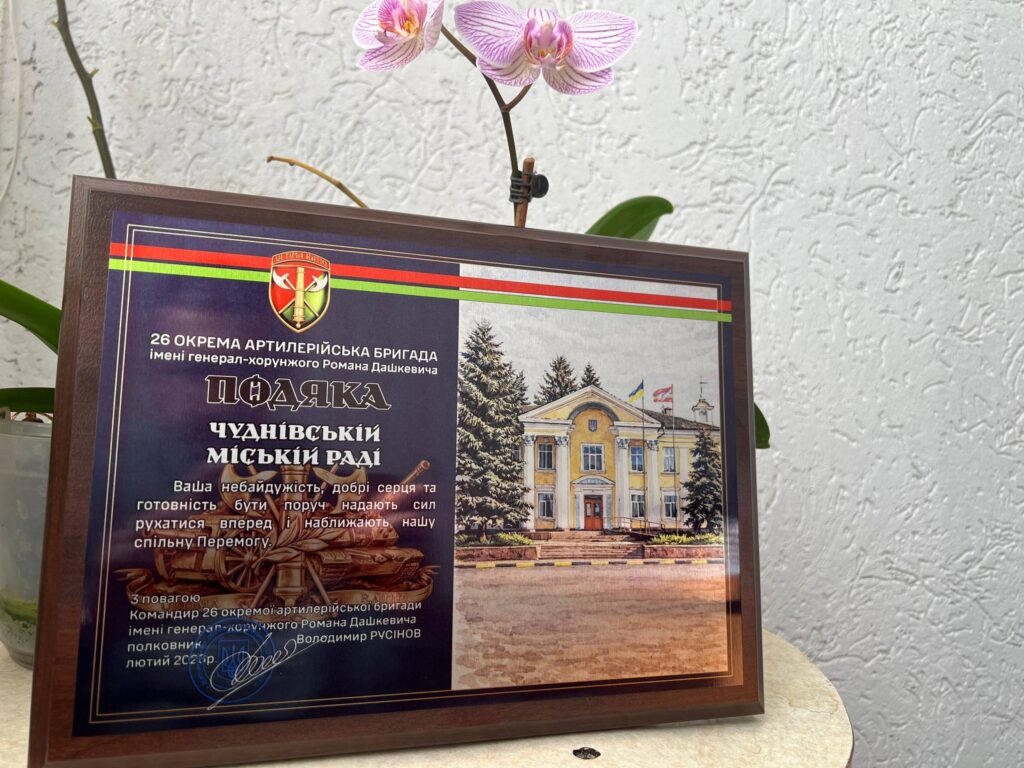 26 ОКРЕМА АРТИЛЕРІЙСЬКА БРИГАДА
імені генерал-хорунжого Романа Дашкевича
ПОДЯКА
ЧУДНІВСЬКІЙ
МІСЬКІЙ РАДІ
Ваша небайдужість, добрі серця та
готовність бути поруч надають сил
рухатися вперед і наближають нашу
спільну Перемогу.
З повагою
Командир 26 окремої артилерійської бригади
імені генерал-хорунжого Романа Дашкевича
полковник Володимир РУСІНОВ
лютий